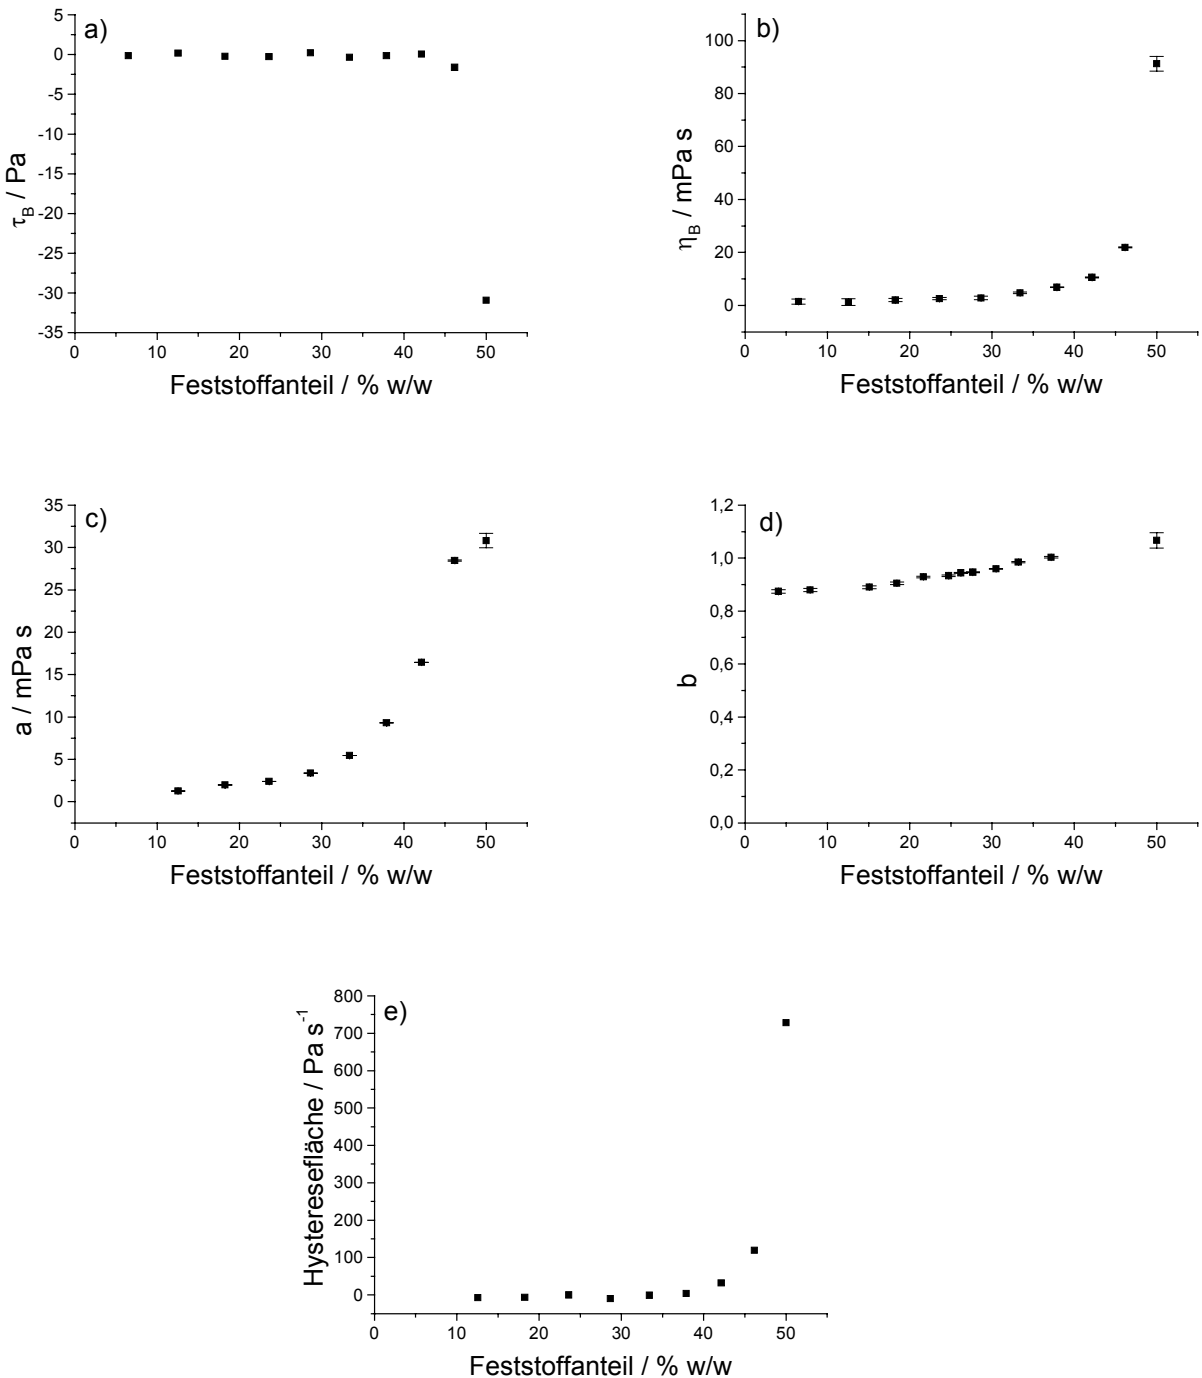 a)
5
0
-5
-10
-15
-20
-25
-30
-35
τB / Pa
0 10 20 30 40 50
Feststoffanteil / % w/w
b)
100
80
60
40
20
0
ηB / mPa s
0 10 20 30 40 50
Feststoffanteil / % w/w
c)
35
30
25
20
15
10
5
0
a / mPa s
0 10 20 30 40 50
Feststoffanteil / % w/w
d)
1,2
1,0
0,8
0,6
0,4
0,2
0,0
b
0 10 20 30 40 50
Feststoffanteil / % w/w
e)
800
700
600
500
400
300
200
100
0
Hysteresefläche / Pa s⁻¹
0 10 20 30 40 50
Feststoffanteil / % w/w